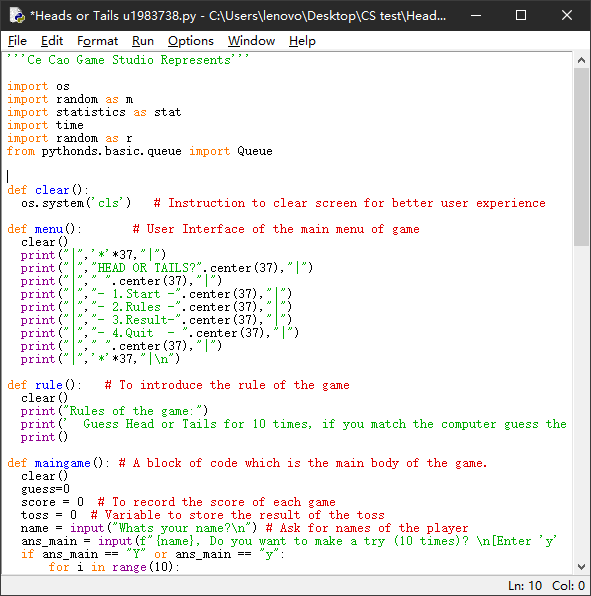 *Heads or Tails u1983738.py - C:\Users\lenovo\Desktop\CS test\Head...
File Edit Format Run Options Window Help
'''Ce Cao Game Studio Represents'''
import os
import random as m
import statistics as stat
import time
import random as r
from pythonds.basic.queue import Queue
def clear():
  os.system('cls')   # Instruction to clear screen for better user experience
def menu():       # User Interface of the main menu of game
  clear()
  print("|",'*'*37,"|")
  print("|","HEAD OR TAILS?".center(37),"|")
  print("|"," ".center(37),"|")
  print("|","- 1.Start -".center(37),"|")
  print("|","- 2.Rules -".center(37),"|")
  print("|","- 3.Result-".center(37),"|")
  print("|","- 4.Quit  - ".center(37),"|")
  print("|"," ".center(37),"|")
  print("|",'*'*37,"|\n")
def rule():   # To introduce the rule of the game
  clear()
  print("Rules of the game:")
  print('  Guess Head or Tails for 10 times, if you match the computer guess the
  print()
def maingame(): # A block of code which is the main body of the game.
  clear()
  guess=0
  score = 0  # To record the score of each game
  toss = 0  # Variable to store the result of the toss
  name = input("Whats your name?\n") # Ask for names of the player
  ans_main = input(f"{name}, Do you want to make a try (10 times)? \n[Enter 'y'
  if ans_main == "Y" or ans_main == "y":
      for i in range(10):
Ln: 10 Col: 0